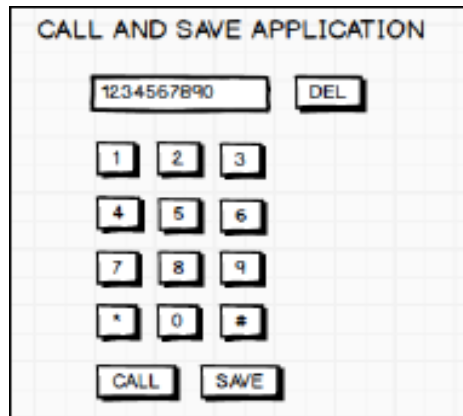 CALL AND SAVE APPLICATION
1234567890 DEL
1 2 3
4 5 6
7 8 9
* 0 #
CALL SAVE